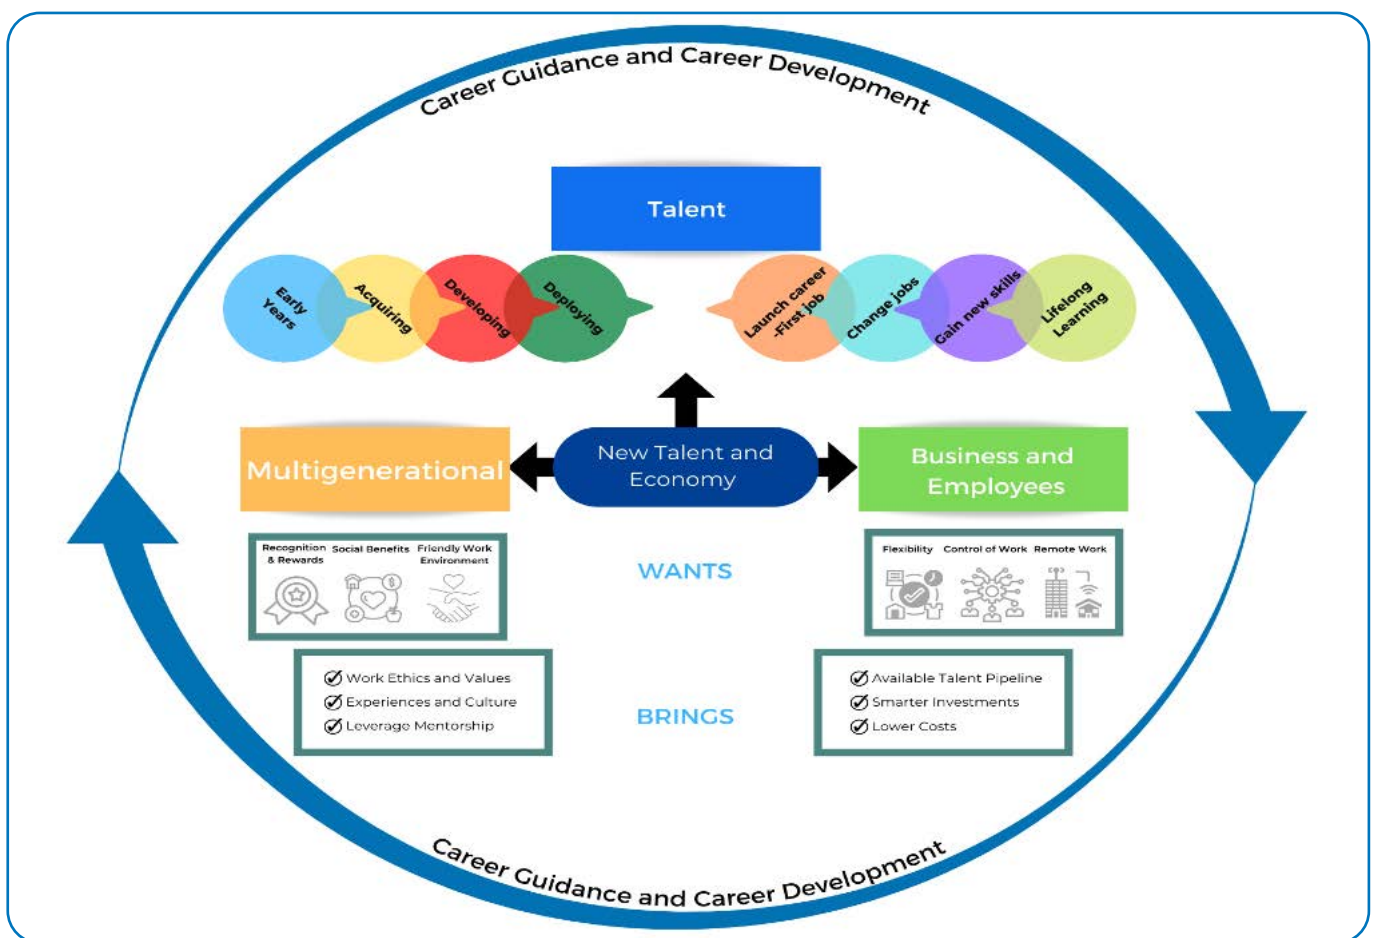 Career Guidance and Career Development
Talent
Early
Years
Acquiring
Developing
Deploying
Launch career
-First job
Change jobs
Gain new skills
Lifelong
Learning
New Talent and
Economy
Multigenerational
Business and
Employees
Recognition
& Rewards
Social Benefits
Friendly Work
Environment
WANTS
Flexibility
Control of Work
Remote Work
Work Ethics and Values
Experiences and Culture
Leverage Mentorship
BRINGS
Available Talent Pipeline
Smarter Investments
Lower Costs
Career Guidance and Career Development